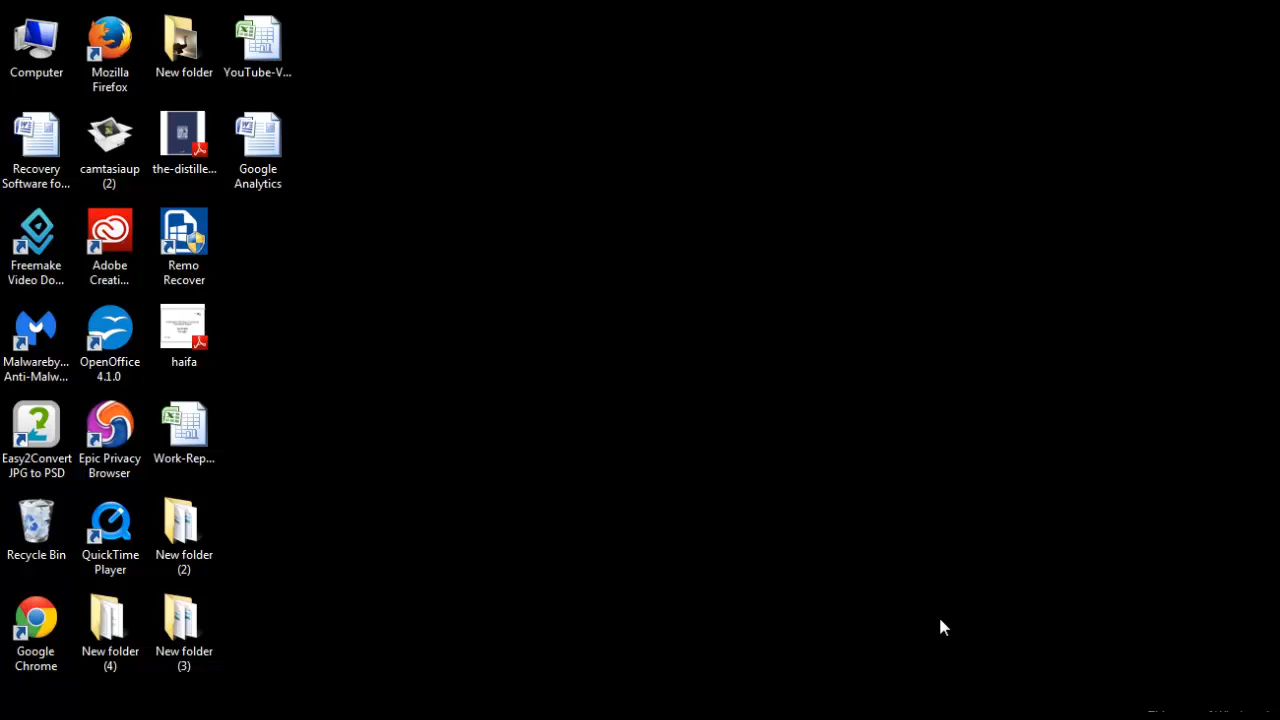 Computer
Mozilla
Firefox
New folder
YouTube-V...
Recovery
Software fo...
camtasiaup
(2)
the-distille...
Google
Analytics
Freemake
Video Do...
Adobe
Creati...
Remo
Recover
Malwareby...
Anti-Malw...
OpenOffice
4.1.0
haifa
Easy2Convert
JPG to PSD
Epic Privacy
Browser
Work-Rep...
Recycle Bin
QuickTime
Player
New folder
(2)
Google
Chrome
New folder
(4)
New folder
(3)